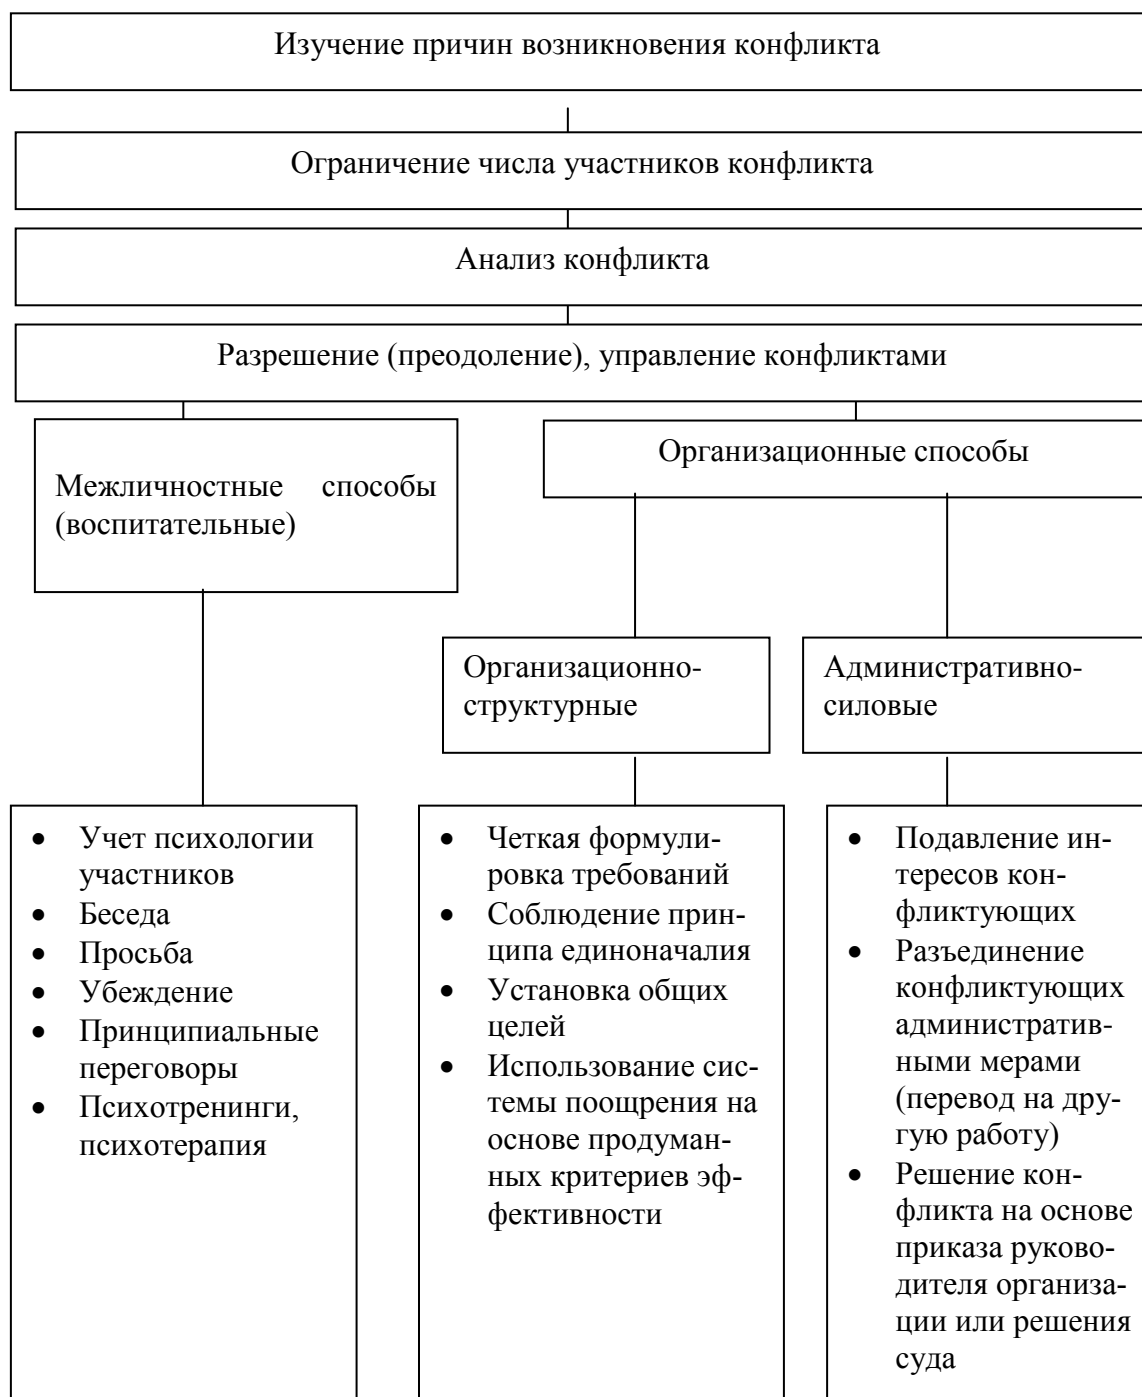 Изучение причин возникновения конфликта
Ограничение числа участников конфликта
Анализ конфликта
Разрешение (преодоление), управление конфликтами
Межличностные способы
(воспитательные)
Организационные способы
Организационно-
структурные
Административно-
силовые
• Учет психологии
участников
• Беседа
• Просьба
• Убеждение
• Принципиальные
переговоры
• Психотренинги,
психотерапия
• Четкая формули-
ровка требований
• Соблюдение прин-
ципа единоначалия
• Установка общих
целей
• Использование сис-
темы поощрения на
основе продуман-
ных критериев эф-
фективности
• Подавление ин-
тересов кон-
фликтующих
• Разъединение
конфликтующих
административ-
ными мерами
(перевод на дру-
гую работу)
• Решение кон-
фликта на основе
приказа руково-
дителя организа-
ции или решения
суда